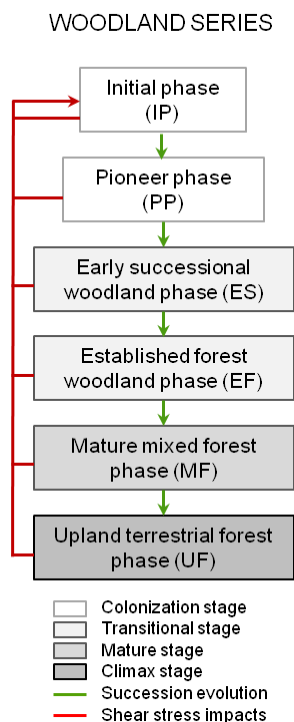 WOODLAND SERIES
Initial phase
(IP)
Pioneer phase
(PP)
Early successional
woodland phase (ES)
Established forest
woodland phase (EF)
Mature mixed forest
phase (MF)
Upland terrestrial forest
phase (UF)
Colonization stage
Transitional stage
Mature stage
Climax stage
Succession evolution
Shear stress impacts